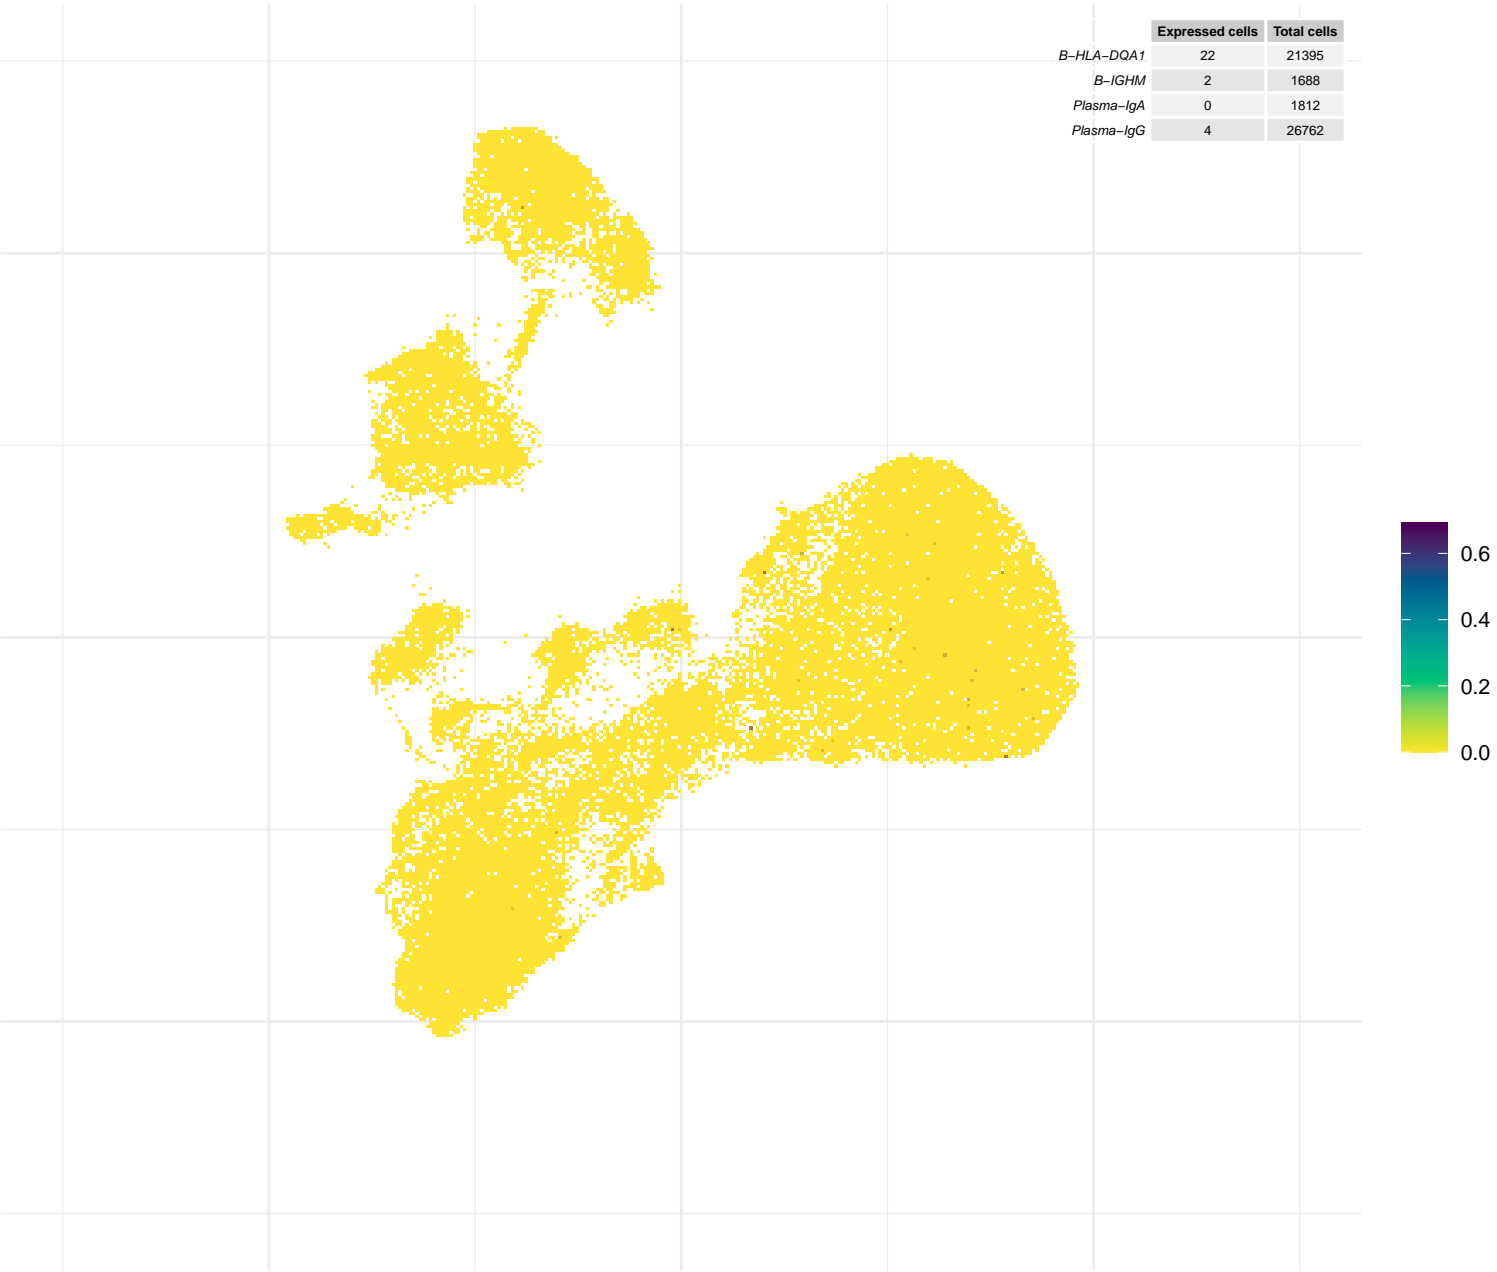 Expressed cells Total cells
B−HLA−DQA1 22 21395
B−IGHM 2 1688
Plasma−IgA 0 1812
Plasma−IgG 4 26762
0.6
0.4
0.2
0.0